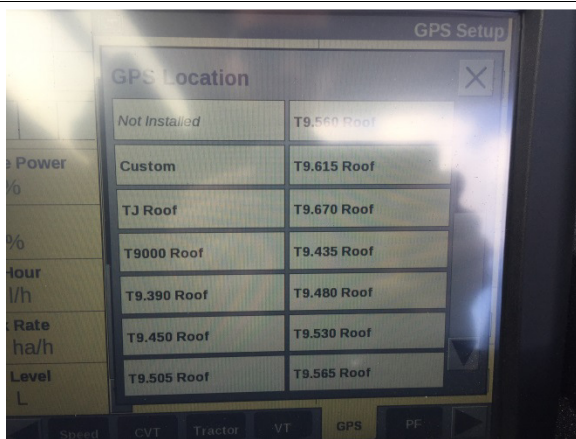 GPS Setup
GPS Location
Not Installed
T9.560 Roof
Custom
T9.615 Roof
TJ Roof
T9.670 Roof
T9000 Roof
T9.435 Roof
T9.390 Roof
T9.480 Roof
T9.450 Roof
T9.530 Roof
T9.505 Roof
T9.565 Roof
e Power
%
%
Hour
l/h
Rate
ha/h
Level
L
Speed
CVT
Tractor
VT
GPS
PF